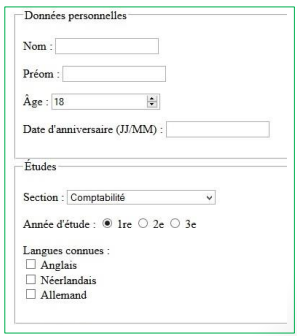 Données personnelles
Nom :
Préom :
Âge : 18
Date d'anniversaire (JJ/MM) :
Études
Section : Comptabilité
Année d'étude : 1re 2e 3e
Langues connues :
Anglais
Néerlandais
Allemand